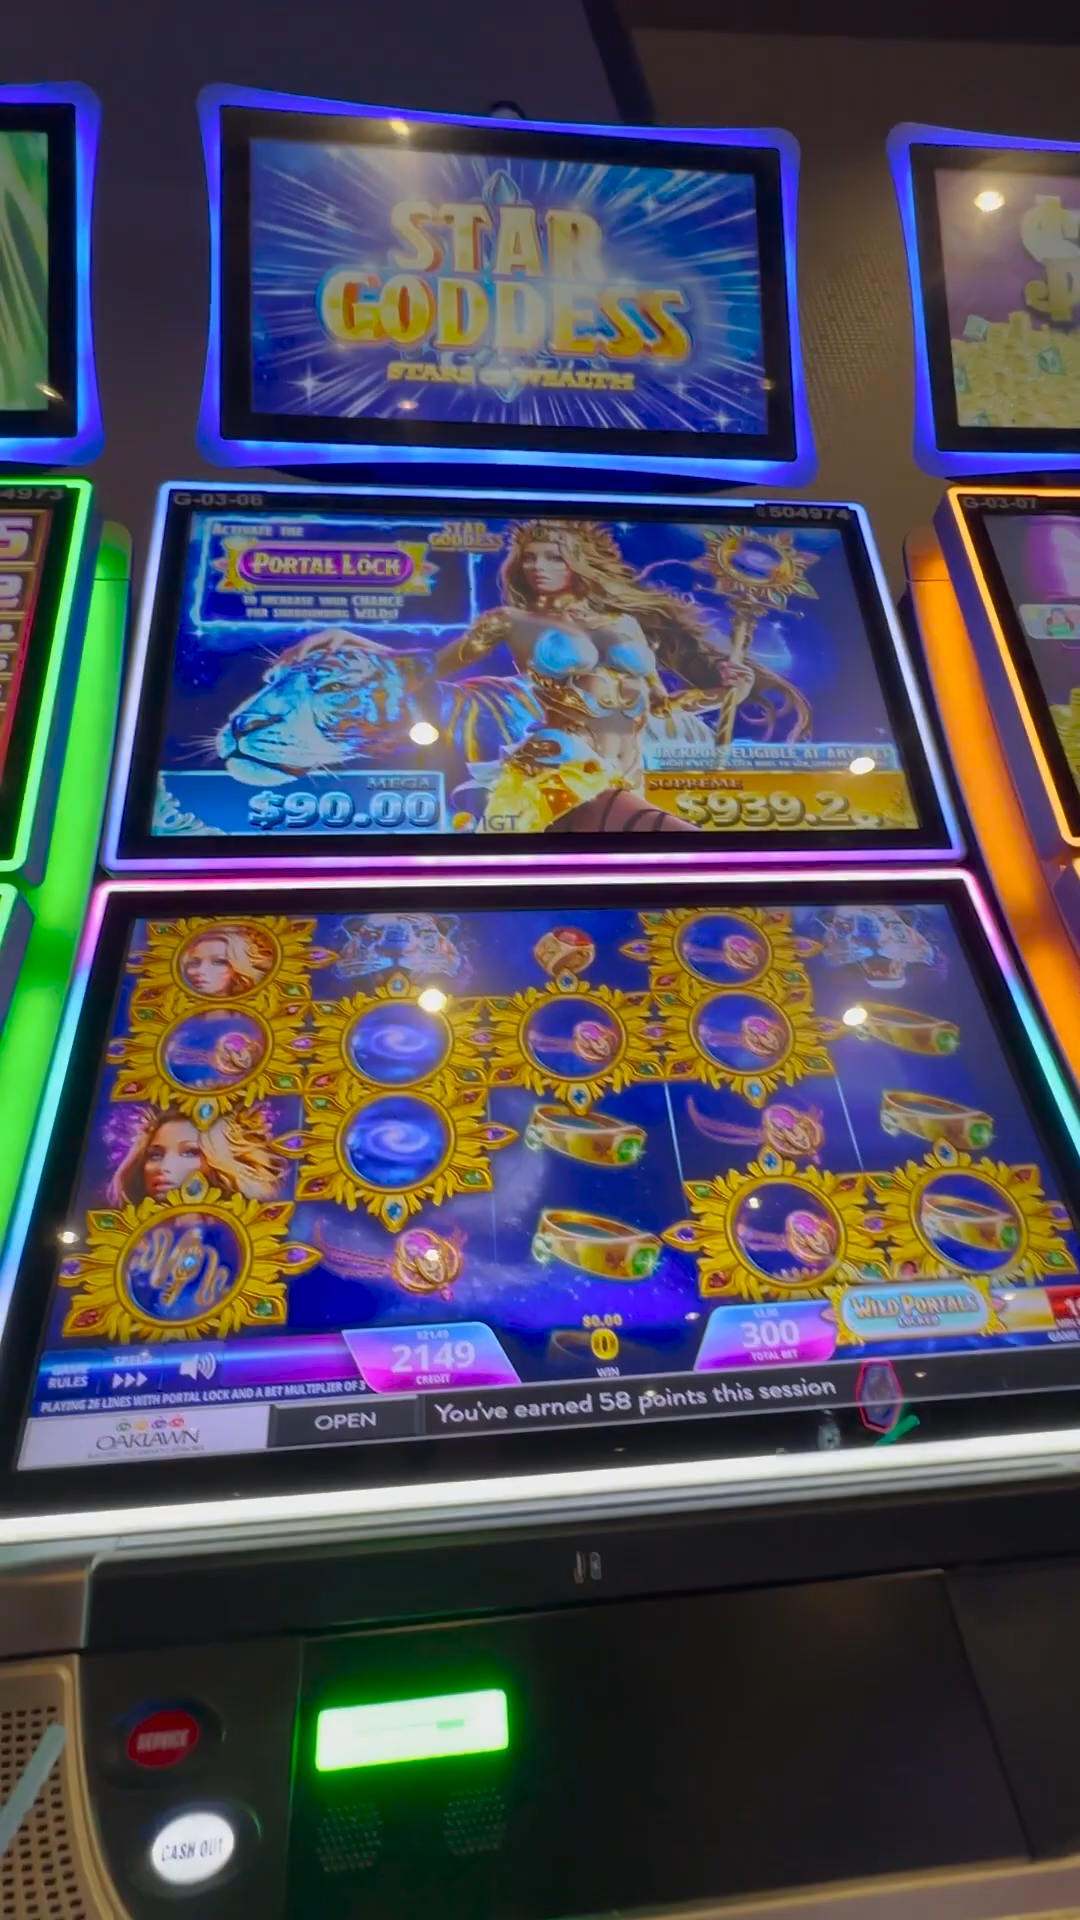 STAR
GODDESS
STARS OF WEALTH
4973
G-03-06
504974
G-03-07
ACTIVATE THE
PORTAL LOCK
TO INCREASE YOUR CHANCE
FOR SURROUNDING WILDS!
STAR
GODDESS
JACKPOTS ELIGIBLE AT ANY BET
MEGA
$90.00
IGT
SUPREME
$939.2
$0.00
0
WIN
$21.49
2149
CREDIT
300
TOTAL BET
WILD PORTALS
LOCKED
GAME
RULES
SPEED
PLAYING 26 LINES WITH PORTAL LOCK AND A BET MULTIPLIER OF 3
OAKLAWN
OPEN
You've earned 58 points this session
SERVICE
CASH OUT